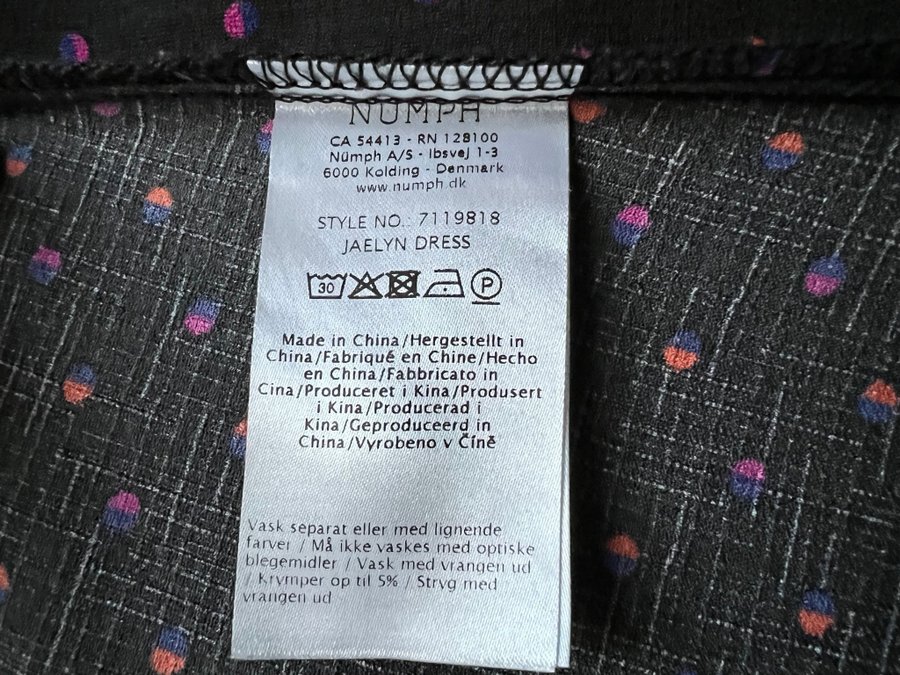 NÜMPH
CA 54413 - RN 128100
Nümph A/S - Ibsvej 1-3
6000 Kolding - Denmark
www.numph.dk
STYLE NO.: 7119818
JAELYN DRESS
30 P
Made in China/Hergestellt in
China/Fabriqué en Chine/Hecho
en China/Fabbricato in
Cina/Produceret i Kina/Produsert
i Kina/Producerad i
Kina/Geproduceerd in
China/Vyrobeno v Číně
Vask separat eller med lignende
farver / Må ikke vaskes med optiske
blegemidler / Vask med vrangen ud
/ Krymper op til 5% / Stryg med
vrangen ud